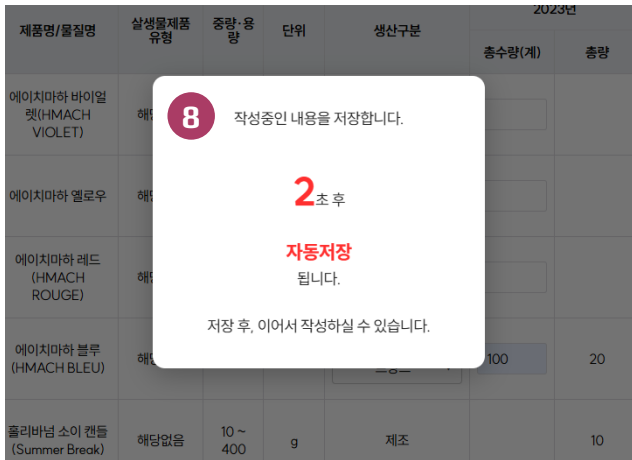 2023년
제품명/물질명
살생물제품
유형
중량·용
량
단위
생산구분
총수량(계)
총량
에이치마하 바이얼
렛(HMACH
VIOLET)
해
8
작성중인 내용을 저장합니다.
에이치마하 옐로우
해
2초 후
에이치마하 레드
(HMACH
ROUGE)
해
자동저장
됩니다.
저장 후, 이어서 작성하실 수 있습니다.
에이치마하 블루
(HMACH BLEU)
해
100
20
홀리바넘 소이 캔들
(Summer Break)
해당없음
10 ~
400
g
제조
10